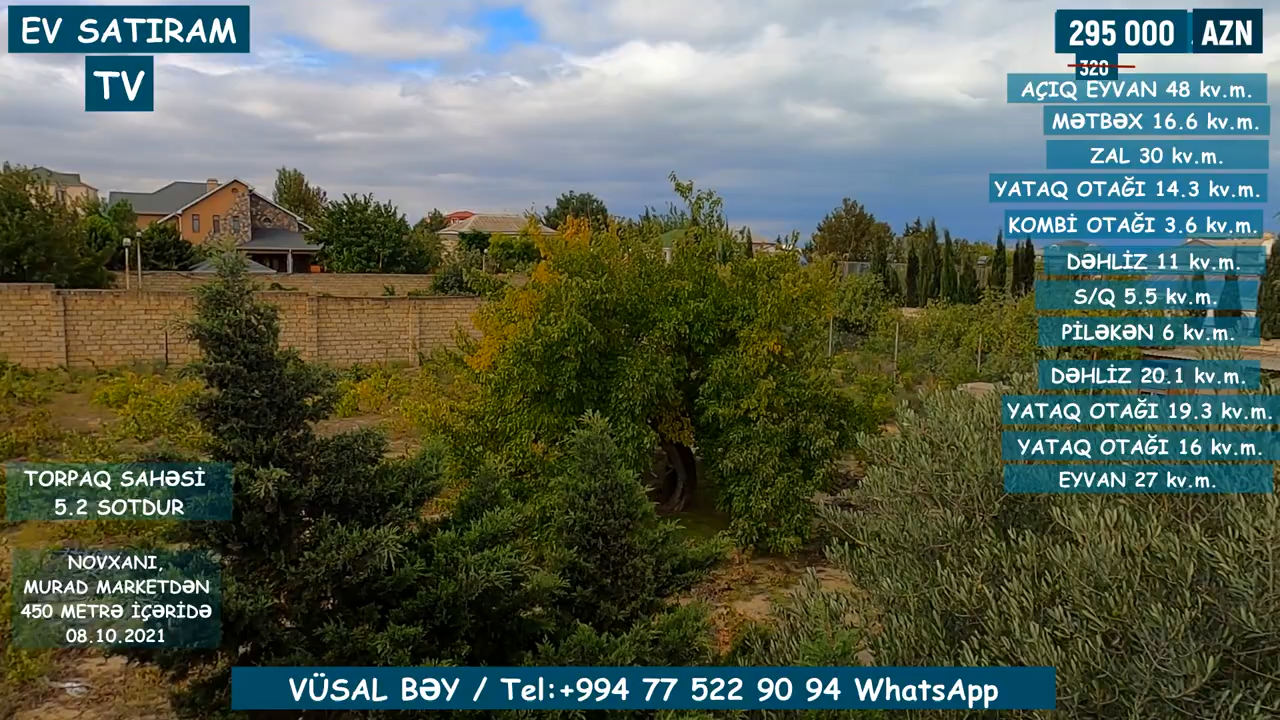 EV SATIRAM
TV
295 000 AZN
320
AÇIQ EYVAN 48 kv.m.
MƏTBƏX 16.6 kv.m.
ZAL 30 kv.m.
YATAQ OTAĞI 14.3 kv.m.
KOMBİ OTAĞI 3.6 kv.m.
DƏHLİZ 11 kv.m.
S/Q 5.5 kv.m.
PİLƏKƏN 6 kv.m.
DƏHLİZ 20.1 kv.m.
YATAQ OTAĞI 19.3 kv.m.
YATAQ OTAĞI 16 kv.m.
EYVAN 27 kv.m.
TORPAQ SAHƏSİ
5.2 SOTDUR
NOVXANI,
MURAD MARKETDƏN
450 METRƏ İÇƏRİDƏ
08.10.2021
VÜSAL BƏY / Tel:+994 77 522 90 94 WhatsApp